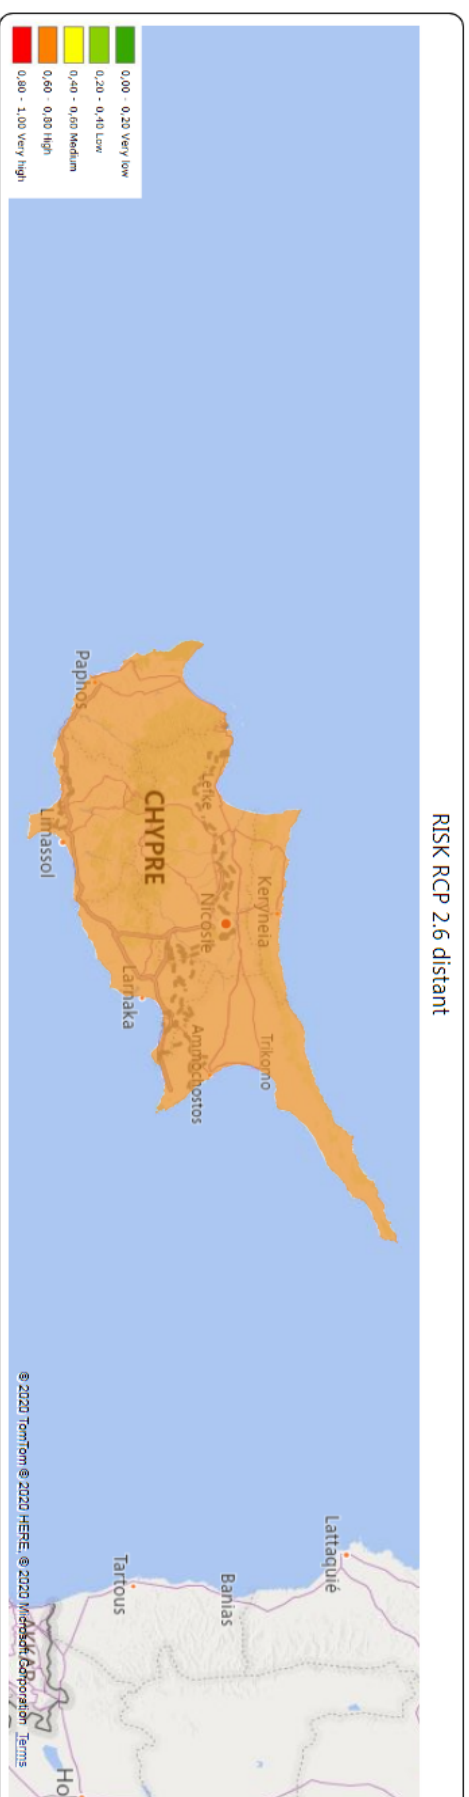 RISK RCP 2.6 distant
Lattaquié
Keryneia
Trikomo
Banias
Lefke
Nicosie
Ammochostos
CHYPRE
Larnaka
Tartous
Paphos
Limassol
Ho
0,00 - 0,20 Very low
0,20 - 0,40 Low
0,40 - 0,60 Medium
0,60 - 0,80 High
0,80 - 1,00 Very high
© 2020 TomTom © 2020 HERE, © 2020 Microsoft Corporation Terms